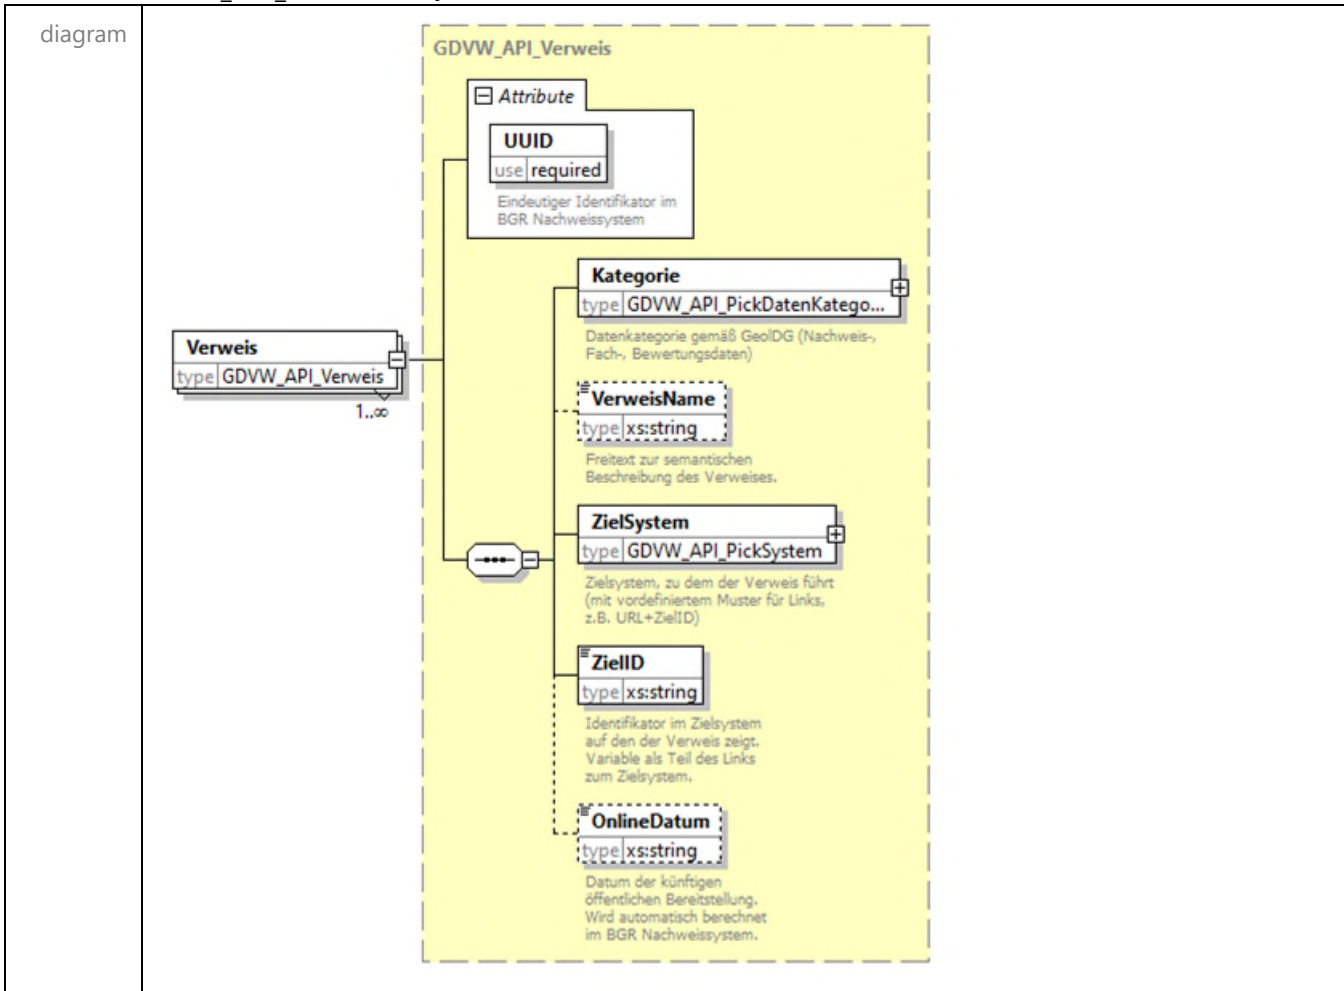 diagram
GDVW_API_Verweis
Attribute
UUID
use required
Eindeutiger Identifikator im
BGR Nachweissystem
Kategorie
type GDVW_API_PickDatenKatego...
Datenkategorie gemäß GeolDG (Nachweis-,
Fach-, Bewertungsdaten)
Verweis
type GDVW_API_Verweis
1..∞
VerweisName
type xs:string
Freitext zur semantischen
Beschreibung des Verweises.
ZielSystem
type GDVW_API_PickSystem
Zielsystem, zu dem der Verweis führt
(mit vordefiniertem Muster für Links,
z.B. URL+ZielID)
ZielID
type xs:string
Identifikator im Zielsystem
auf den der Verweis zeigt.
Variable als Teil des Links
zum Zielsystem.
OnlineDatum
type xs:string
Datum der künftigen
öffentlichen Bereitstellung.
Wird automatisch berechnet
im BGR Nachweissystem.